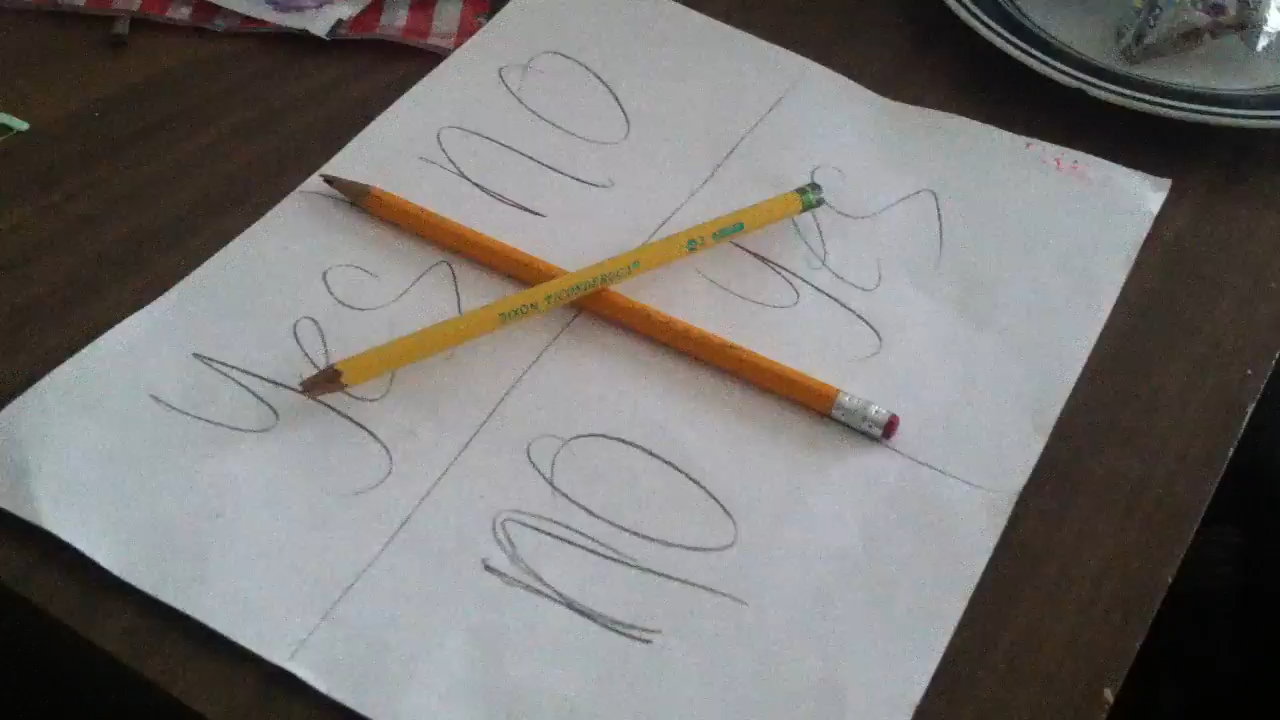 no
yes
yes
DIXON TICONDEROGA®
no